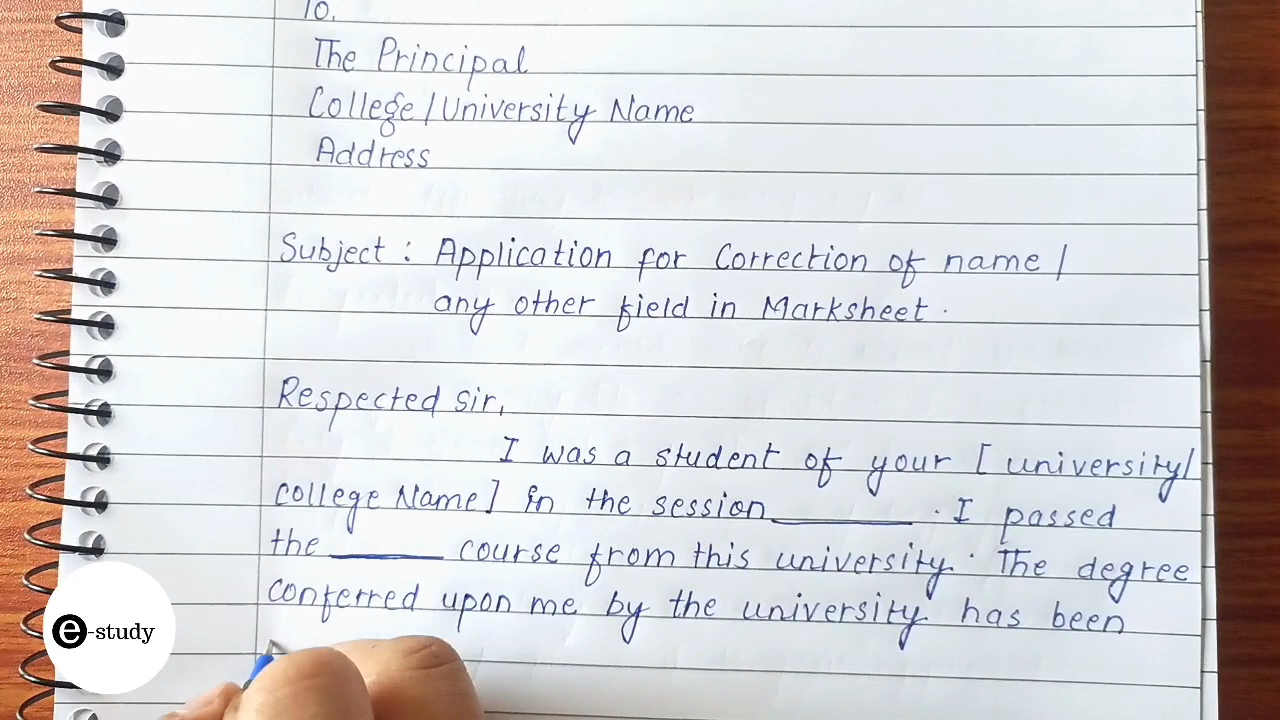 To,
The Principal
College/University Name
Address
Subject : Application for Correction of name /
any other field in Marksheet.
Respected Sir,
I was a student of your [university/
college Name] in the session_______ . I passed
the ______ course from this university. The degree
conferred upon me by the university has been
e-study